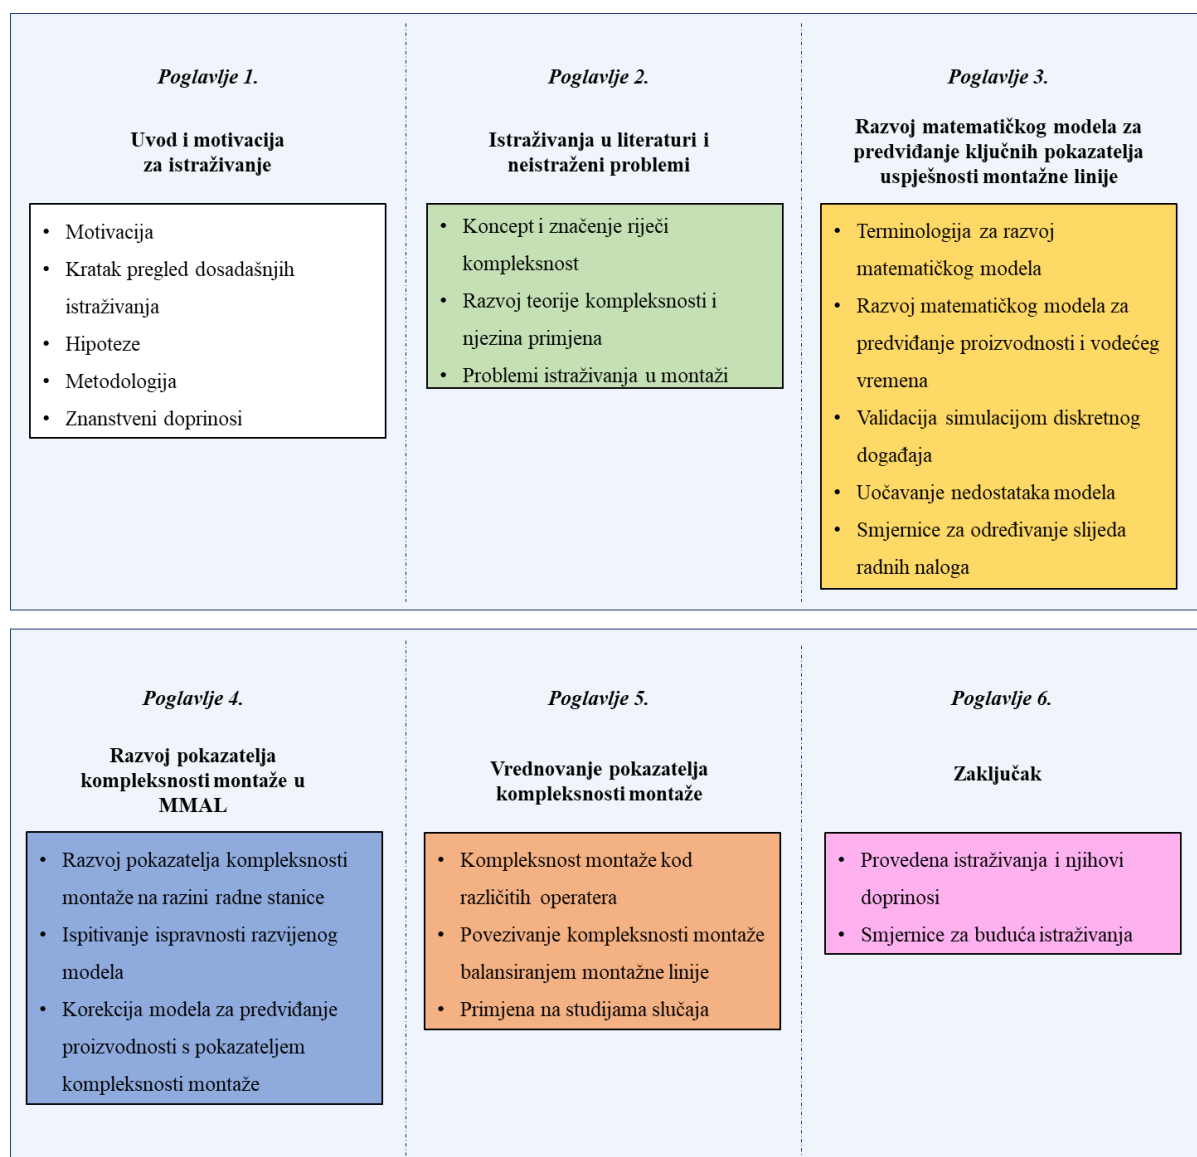 Poglavlje 1.
Uvod i motivacija
za istraživanje
• Motivacija
• Kratak pregled dosadašnjih
istraživanja
• Hipoteze
• Metodologija
• Znanstveni doprinosi
Poglavlje 2.
Istraživanja u literaturi i
neistraženi problemi
• Koncept i značenje riječi
kompleksnost
• Razvoj teorije kompleksnosti i
njezina primjena
• Problemi istraživanja u montaži
Poglavlje 3.
Razvoj matematičkog modela za
predviđanje ključnih pokazatelja
uspješnosti montažne linije
• Terminologija za razvoj
matematičkog modela
• Razvoj matematičkog modela za
predviđanje proizvodnosti i vodećeg
vremena
• Validacija simulacijom diskretnog
događaja
• Uočavanje nedostataka modela
• Smjernice za određivanje slijeda
radnih naloga
Poglavlje 4.
Razvoj pokazatelja
kompleksnosti montaže u
MMAL
• Razvoj pokazatelja kompleksnosti
montaže na razini radne stanice
• Ispitivanje ispravnosti razvijenog
modela
• Korekcija modela za predviđanje
proizvodnosti s pokazateljem
kompleksnosti montaže
Poglavlje 5.
Vrednovanje pokazatelja
kompleksnosti montaže
• Kompleksnost montaže kod
različitih operatera
• Povezivanje kompleksnosti montaže
balansiranjem montažne linije
• Primjena na studijama slučaja
Poglavlje 6.
Zaključak
• Provedena istraživanja i njihovi
doprinosi
• Smjernice za buduća istraživanja